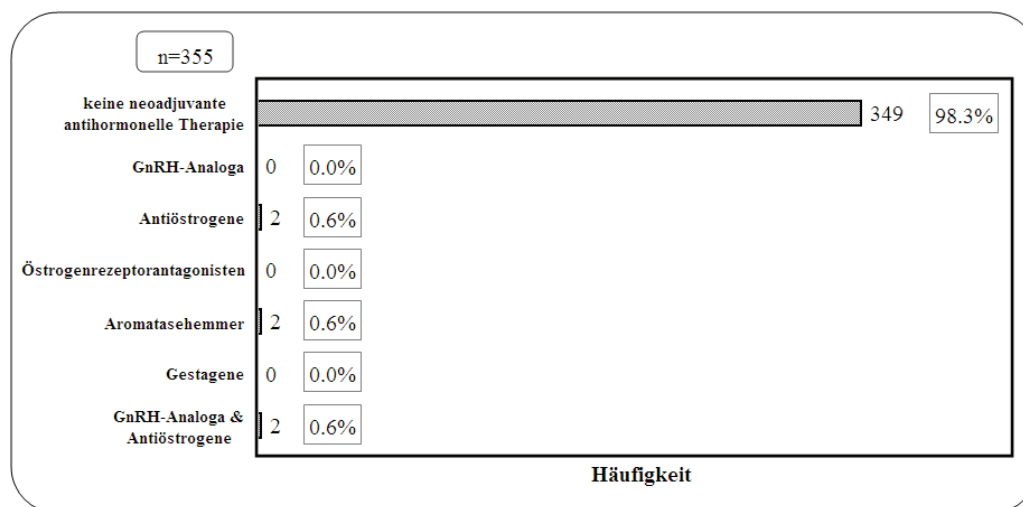 n=355
keine neoadjuvante
antihormonelle Therapie
349 98.3%
GnRH-Analoga 0 0.0%
Antiöstrogene 2 0.6%
Östrogenrezeptorantagonisten 0 0.0%
Aromatasehemmer 2 0.6%
Gestagene 0 0.0%
GnRH-Analoga &
Antiöstrogene
2 0.6%
Häufigkeit